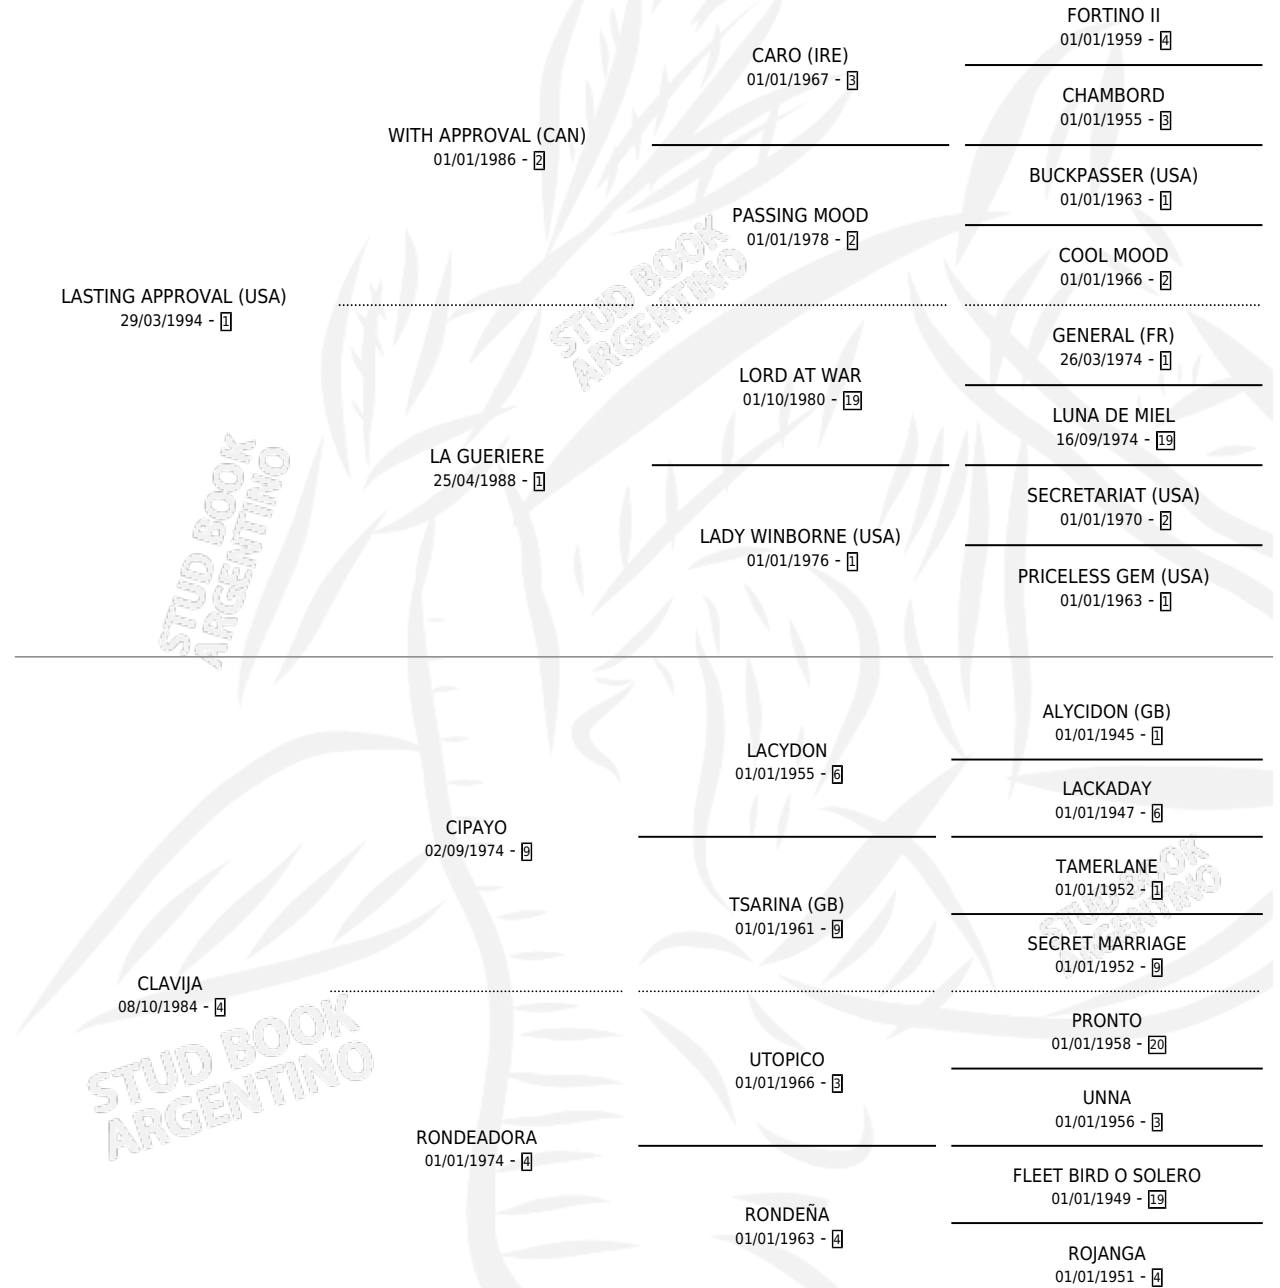 FORTINO II
01/01/1959 - 4
CARO (IRE)
01/01/1967 - 3
CHAMBORD
01/01/1955 - 3
WITH APPROVAL (CAN)
01/01/1986 - 2
BUCKPASSER (USA)
01/01/1963 - 1
PASSING MOOD
01/01/1978 - 2
COOL MOOD
01/01/1966 - 2
LASTING APPROVAL (USA)
29/03/1994 - 1
GENERAL (FR)
26/03/1974 - 1
LORD AT WAR
01/10/1980 - 19
LUNA DE MIEL
16/09/1974 - 19
LA GUERIERE
25/04/1988 - 1
SECRETARIAT (USA)
01/01/1970 - 2
LADY WINBORNE (USA)
01/01/1976 - 1
PRICELESS GEM (USA)
01/01/1963 - 1
STUD BOOK
ARGENTINO
STUD BOOK
ARGENTINO
ALYCIDON (GB)
01/01/1945 - 1
LACYDON
01/01/1955 - 6
LACKADAY
01/01/1947 - 6
CIPAYO
02/09/1974 - 9
TAMERLANE
01/01/1952 - 1
TSARINA (GB)
01/01/1961 - 9
SECRET MARRIAGE
01/01/1952 - 9
CLAVIJA
08/10/1984 - 4
PRONTO
01/01/1958 - 20
UTOPICO
01/01/1966 - 3
UNNA
01/01/1956 - 3
RONDEADORA
01/01/1974 - 4
FLEET BIRD O SOLERO
01/01/1949 - 19
RONDEÑA
01/01/1963 - 4
ROJANGA
01/01/1951 - 4
STUD BOOK
ARGENTINO
STUD BOOK
ARGENTINO